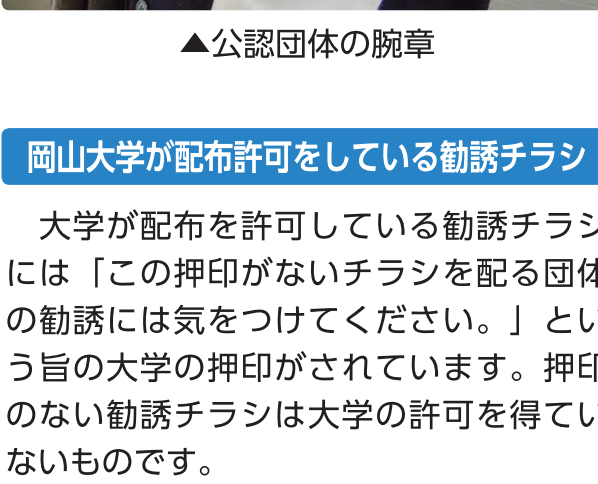 ▲公認団体の腕章
岡山大学が配布許可をしている勧誘チラシ
大学が配布を許可している勧誘チラシ
には「この押印がないチラシを配る団体
の勧誘には気をつけてください。」とい
う旨の大学の押印がされています。押印
のない勧誘チラシは大学の許可を得てい
ないものです。